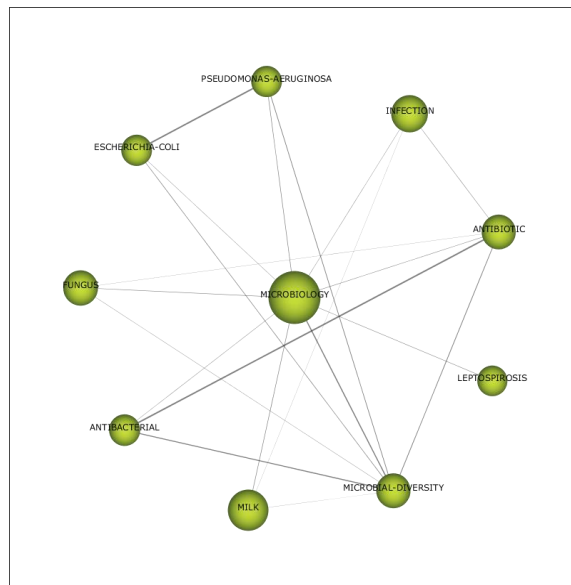 PSEUDOMONAS-AERUGINOSA
INFECTION
ESCHERICHIA-COLI
ANTIBIOTIC
FUNGUS
MICROBIOLOGY
LEPTOSPIROSIS
ANTIBACTERIAL
MICROBIAL-DIVERSITY
MILK